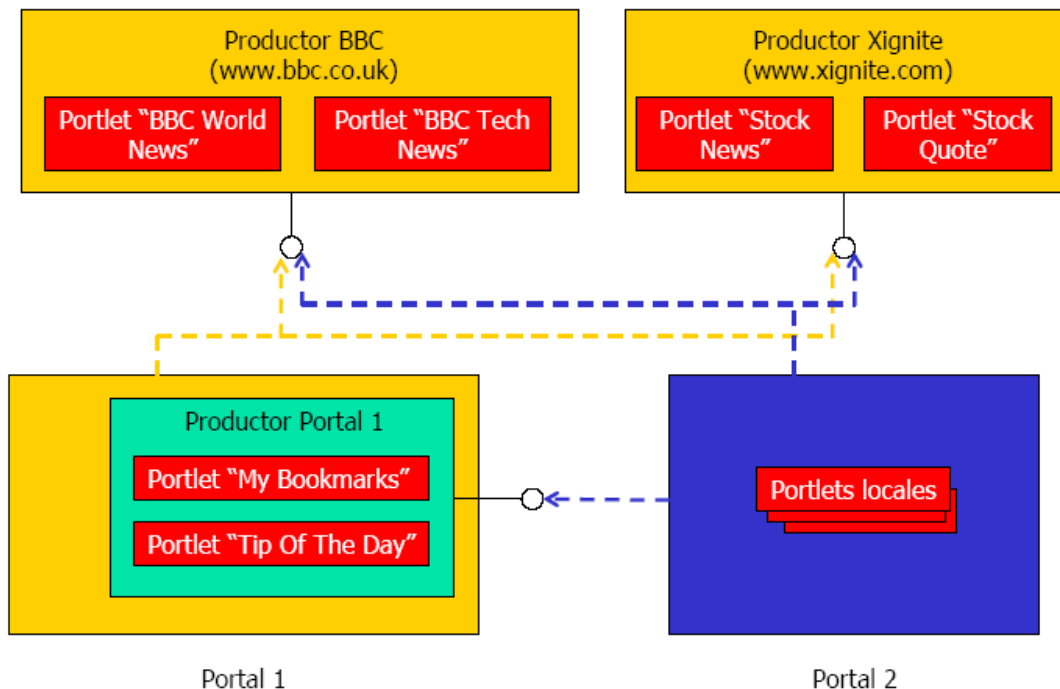 Productor BBC
(www.bbc.co.uk)
Portlet “BBC World
News”
Portlet “BBC Tech
News”
Productor Xignite
(www.xignite.com)
Portlet “Stock
News”
Portlet “Stock
Quote”
Productor Portal 1
Portlet “My Bookmarks”
Portlet “Tip Of The Day”
Portlets locales
Portal 1
Portal 2